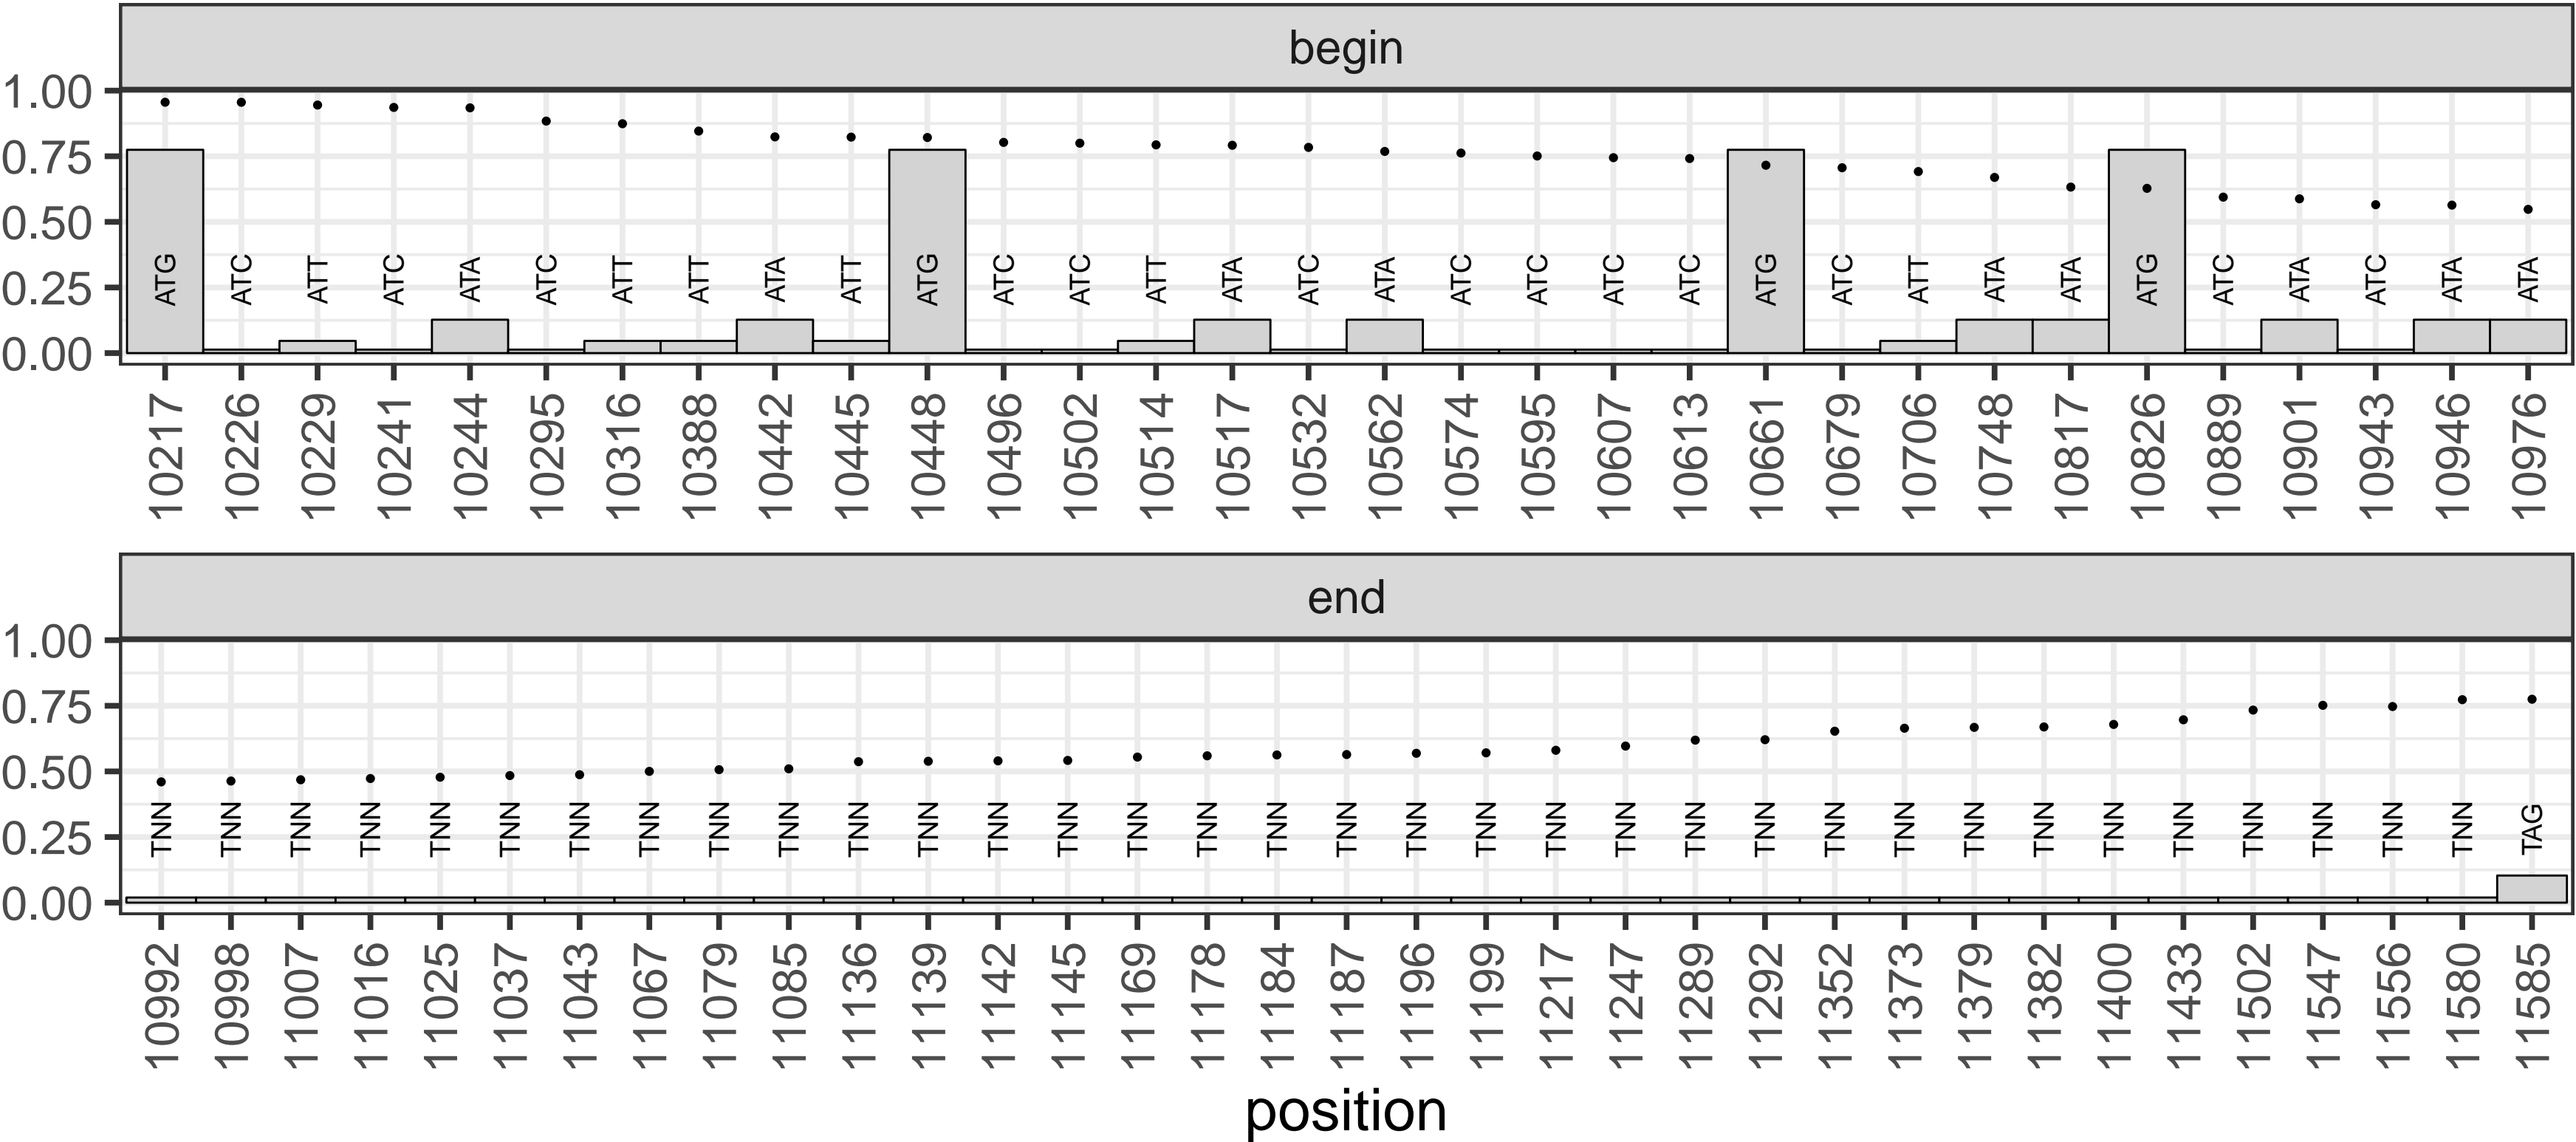 begin
1.00
0.75
0.50
0.25
0.00
ATG ATC ATT ATC ATA ATC ATT ATT ATA ATT ATG ATC ATC ATT ATA ATC ATA ATC ATC ATC ATC ATG ATC ATT ATA ATA ATG ATC ATA ATC ATA ATA
10217 10226 10229 10241 10244 10295 10316 10388 10442 10445 10448 10496 10502 10514 10517 10532 10562 10574 10595 10607 10613 10661 10679 10706 10748 10817 10826 10889 10901 10943 10946 10976
end
1.00
0.75
0.50
0.25
0.00
TNN TNN TNN TNN TNN TNN TNN TNN TNN TNN TNN TNN TNN TNN TNN TNN TNN TNN TNN TNN TNN TNN TNN TNN TNN TNN TNN TNN TNN TNN TNN TNN TNN TNN TAG
10992 10998 11007 11016 11025 11037 11043 11067 11079 11085 11136 11139 11142 11145 11169 11178 11184 11187 11196 11199 11217 11247 11289 11292 11352 11373 11379 11382 11400 11433 11502 11547 11556 11580 11585
position